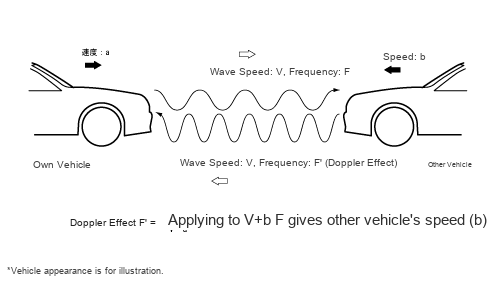 速度：a
Speed: b
Wave Speed: V, Frequency: F
Wave Speed: V, Frequency: F' (Doppler Effect)
Own Vehicle
Other Vehicle
Doppler Effect F' = Applying to V+b F gives other vehicle's speed (b)
*Vehicle appearance is for illustration.